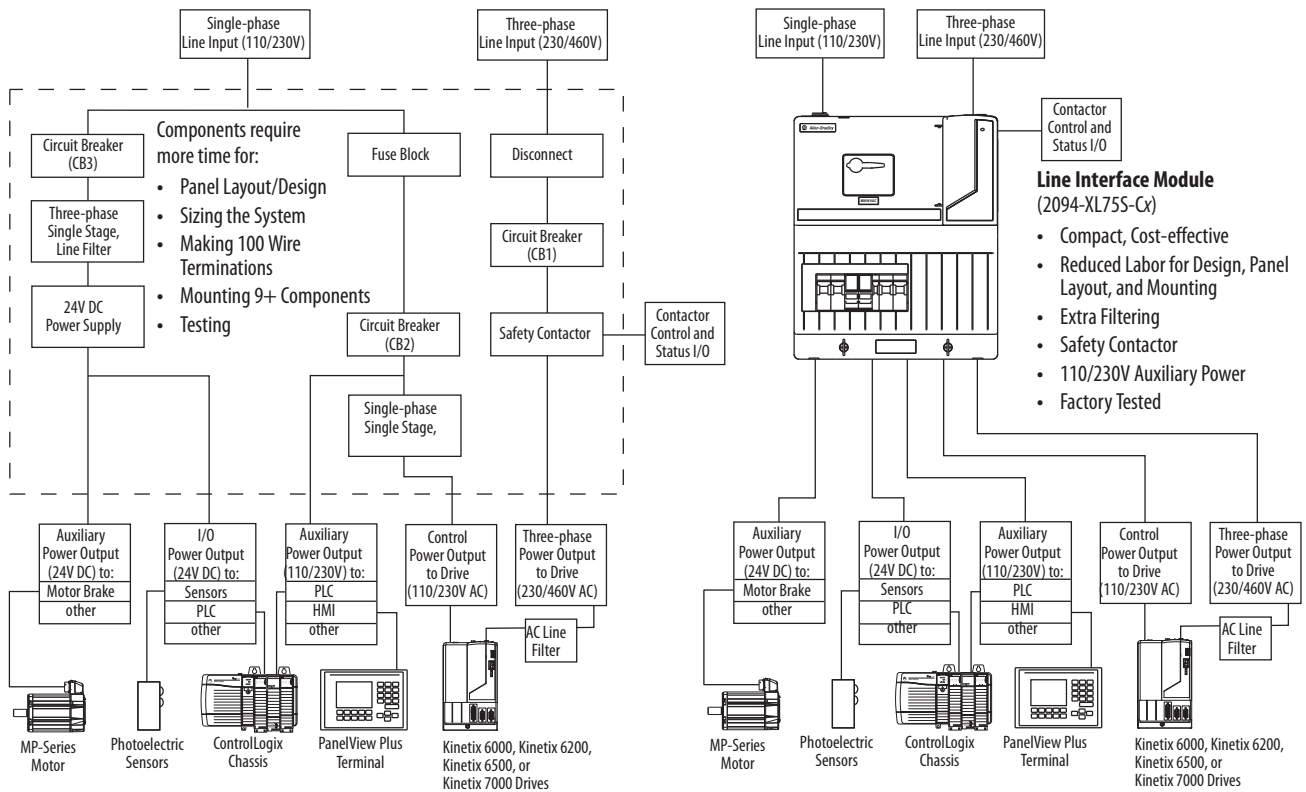 Single-phase
Line Input (110/230V)
Three-phase
Line Input (230/460V)
Circuit Breaker
(CB3)
Three-phase
Single Stage,
Line Filter
24V DC
Power Supply
Components require
more time for:
• Panel Layout/Design
• Sizing the System
• Making 100 Wire
Terminations
• Mounting 9+ Components
• Testing
Fuse Block
Circuit Breaker
(CB2)
Single-phase
Single Stage,
Disconnect
Circuit Breaker
(CB1)
Safety Contactor
Contactor
Control and
Status I/O
Auxiliary
Power Output
(24V DC) to:
Motor Brake
other
I/O
Power Output
(24V DC) to:
Sensors
PLC
other
Auxiliary
Power Output
(110/230V) to:
PLC
HMI
other
Control
Power Output
to Drive
(110/230V AC)
Three-phase
Power Output
to Drive
(230/460V AC)
AC Line
Filter
MP-Series
Motor
Photoelectric
Sensors
ControlLogix
Chassis
PanelView Plus
Terminal
Kinetix 6000, Kinetix 6200,
Kinetix 6500, or
Kinetix 7000 Drives
Single-phase
Line Input (110/230V)
Three-phase
Line Input (230/460V)
Contactor
Control and
Status I/O
Allen-Bradley
Line Interface Module
(2094-XL75S-Cx)
• Compact, Cost-effective
• Reduced Labor for Design, Panel
Layout, and Mounting
• Extra Filtering
• Safety Contactor
• 110/230V Auxiliary Power
• Factory Tested
Auxiliary
Power Output
(24V DC) to:
Motor Brake
other
I/O
Power Output
(24V DC) to:
Sensors
PLC
other
Auxiliary
Power Output
(110/230V) to:
PLC
HMI
other
Control
Power Output
to Drive
(110/230V AC)
Three-phase
Power Output
to Drive
(230/460V AC)
AC Line
Filter
MP-Series
Motor
Photoelectric
Sensors
ControlLogix
Chassis
PanelView Plus
Terminal
Kinetix 6000, Kinetix 6200,
Kinetix 6500, or
Kinetix 7000 Drives